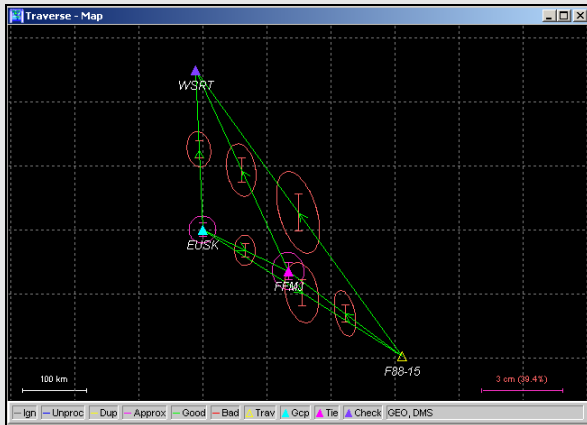 Traverse - Map
WSRT
EUSK
FFMJ
F88-15
100 km
3 cm (39.4%)
Ign Unproc Dup Approx Good Bad Trav Gcp Tie Check GEO, DMS